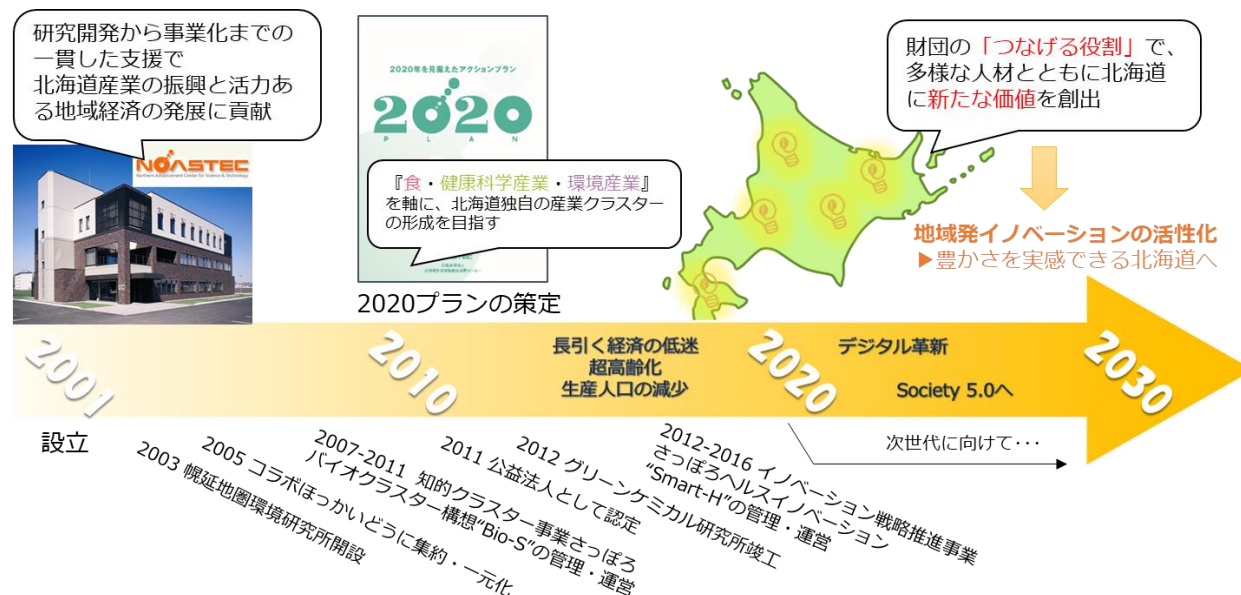 研究開発から事業化までの
一貫した支援で
北海道産業の振興と活力あ
る地域経済の発展に貢献
NOASTEC
Northern Advancement Center for Science & Technology
2020年を見据えたアクションプラン
2020
PLAN
『食・健康科学産業・環境産業』
を軸に、北海道独自の産業クラスター
の形成を目指す
2020プランの策定
財団の「つなげる役割」で、
多様な人材とともに北海道
に新たな価値を創出
地域発イノベーションの活性化
▶豊かさを実感できる北海道へ
2001
2010
長引く経済の低迷
超高齢化
生産人口の減少
2020
デジタル革新
Society 5.0へ
2030
設立
2003 幌延地圏環境研究所開設
2005 コラボほっかいどうに集約・一元化
2007-2011 知的クラスター事業さっぽろ
バイオクラスター構想“Bio-S”の管理・運営
2011 公益法人として認定
2012 グリーンケミカル研究所竣工
2012-2016 イノベーション戦略推進事業
さっぽろヘルスイノベーション
“Smart-H”の管理・運営
次世代に向けて･･･